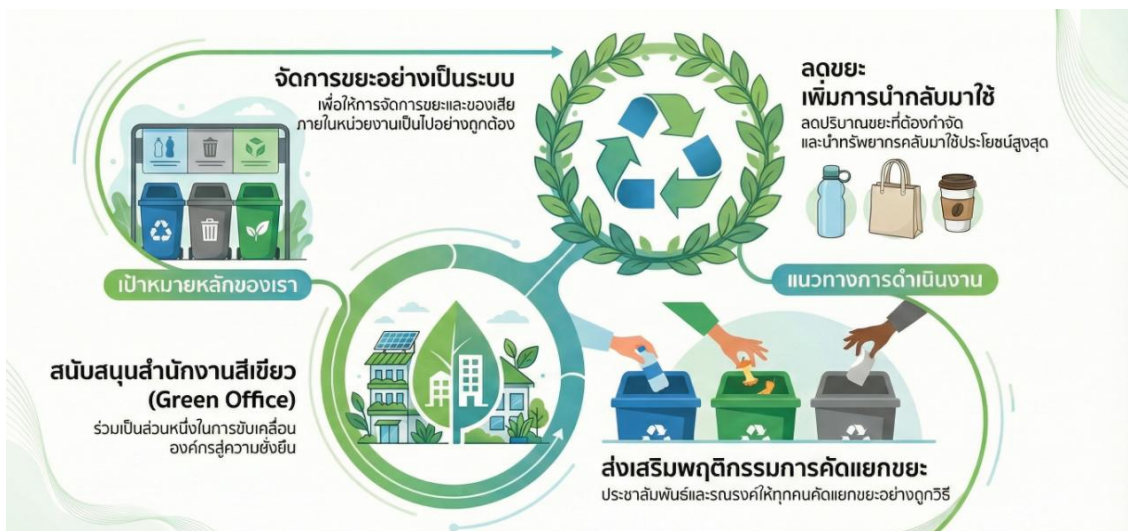 จัดการขยะอย่างเป็นระบบ
เพื่อให้การจัดการขยะและของเสีย
ภายในหน่วยงานเป็นไปอย่างถูกต้อง
เป้าหมายหลักของเรา
สนับสนุนสำนักงานสีเขียว
(Green Office)
ร่วมเป็นส่วนหนึ่งในการขับเคลื่อน
องค์กรสู่ความยั่งยืน
ลดขยะ
เพิ่มการนำกลับมาใช้
ลดปริมาณขยะที่ต้องกำจัด
และนำทรัพยากรคลับมาใช้ประโยชน์สูงสุด
แนวทางการดำเนินงาน
ส่งเสริมพฤติกรรมการคัดแยกขยะ
ประชาสัมพันธ์และรณรงค์ให้ทุกคนคัดแยกขยะอย่างถูกวิธี